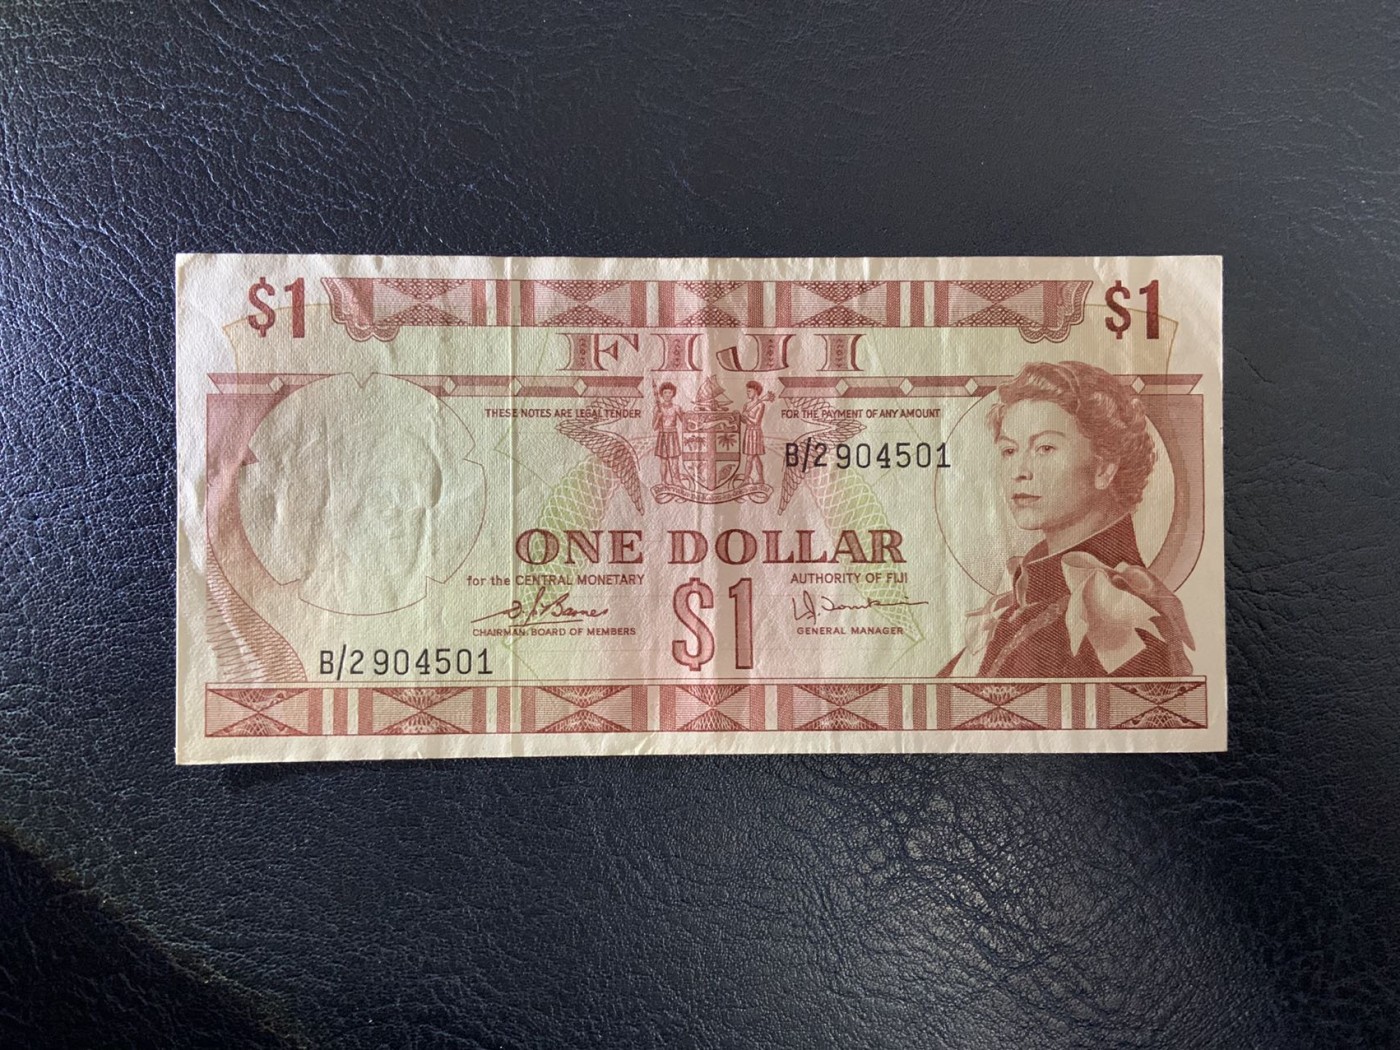 $1 $1
FIJI
THESE NOTES ARE LEGAL TENDER FOR THE PAYMENT OF ANY AMOUNT
B/2 904501
ONE DOLLAR
for the CENTRAL MONETARY AUTHORITY OF FIJI
$1
CHAIRMAN, BOARD OF MEMBERS GENERAL MANAGER
B/2 904501